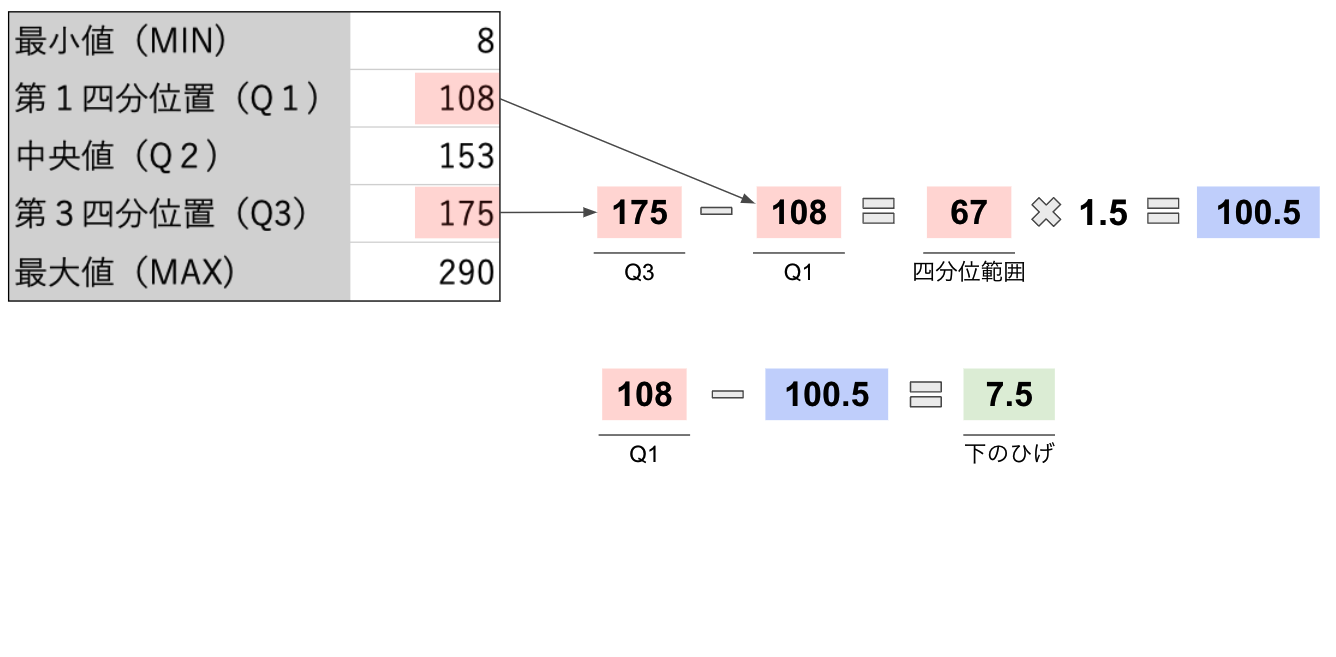 最小値（MIN） 8
第１四分位置（Q１） 108
中央値（Q２） 153
第３四分位置（Q3） 175
最大値（MAX） 290
175 － 108 ＝ 67 × 1.5 ＝ 100.5
Q3 Q1 四分位範囲
108 － 100.5 ＝ 7.5
Q1 下のひげ